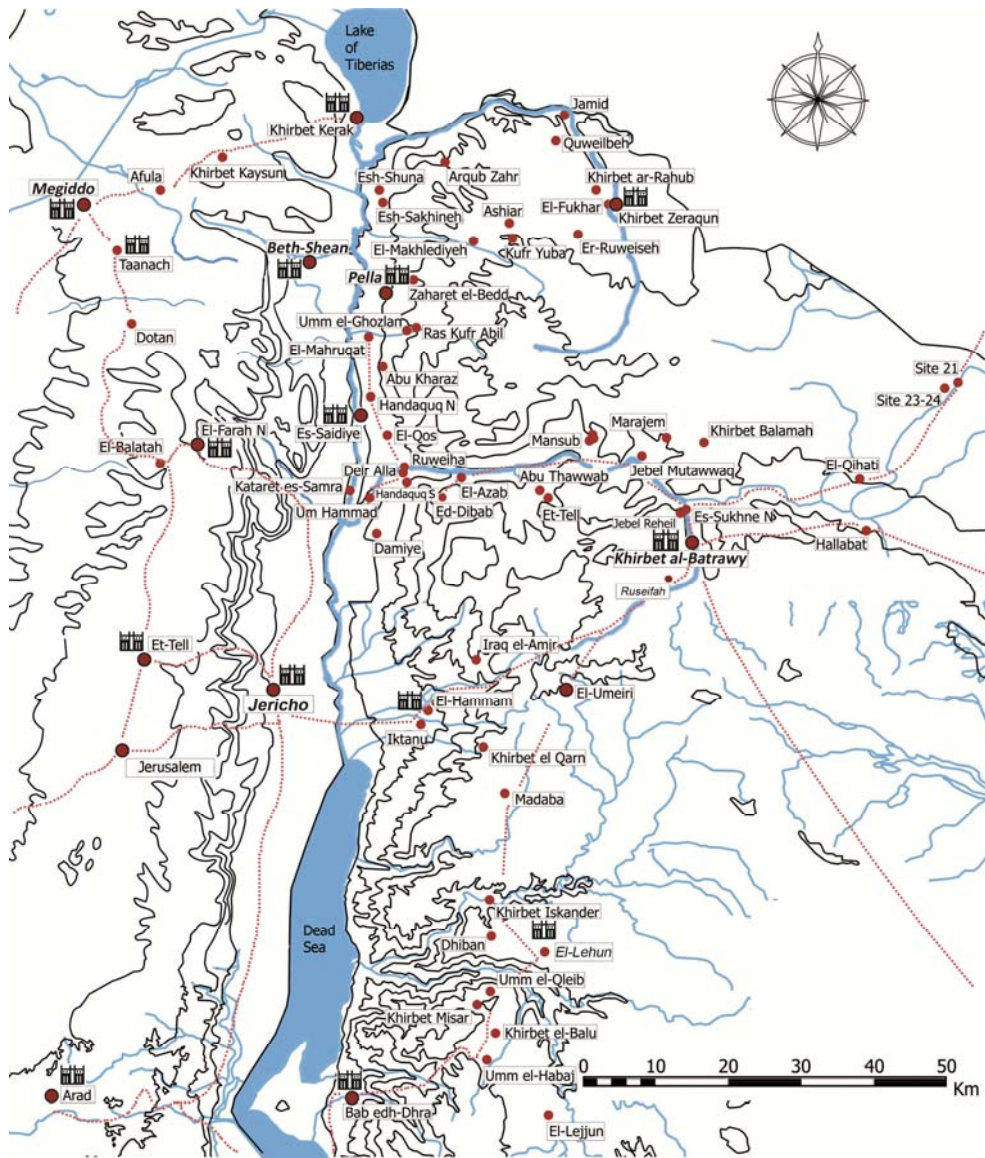 Lake
of
Tiberias
Jamid
Khirbet Kerak
Quweilbeh
Khirbet Kaysun
Arqub Zahr
Afula
Esh-Shuna
Khirbet ar-Rahub
Megiddo
Esh-Sakhineh
Ashiar
El-Fukhar
Khirbet Zeraqun
Taanach
Beth-Shean
El-Makhlediyeh
Kufr Yuba
Er-Ruweiseh
Pella
Zaharet el-Bedd
Dotan
Umm el-Ghozlan
Ras Kufr Abil
El-Mahruqat
Abu Kharaz
Site 21
Handaquq N
Site 23-24
Es-Saidiye
El-Farah N
El-Qos
Mansub
Marajem
Khirbet Balamah
El-Balatah
Ruweiha
Deir Alla
Jebel Mutawwaq
El-Qihati
Kataret es-Samra
Handaquq S
El-Azab
Abu Thawwab
Um Hammad
Ed-Dibab
Et-Tell
Jebel Reheil
Es-Sukhne N
Damiye
Khirbet al-Batrawy
Hallabat
Ruseifah
Et-Tell
Iraq el-Amir
Jericho
El-Hammam
El-Umeiri
Iktanu
Jerusalem
Khirbet el Qarn
Madaba
Khirbet Iskander
Dead
Sea
Dhiban
El-Lehun
Umm el-Qleib
Khirbet Misar
Khirbet el-Balu
Umm el-Habaj
0 10 20 30 40 50
Km
Arad
Bab edh-Dhra
El-Lejjun